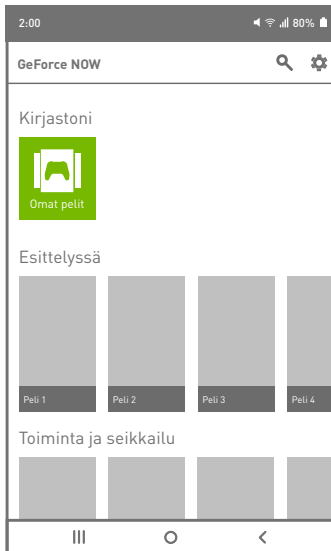 2:00 80%
GeForce NOW
Kirjastoni
Omat pelit
Esittelyssä
Peli 1 Peli 2 Peli 3 Peli 4
Toiminta ja seikkailu